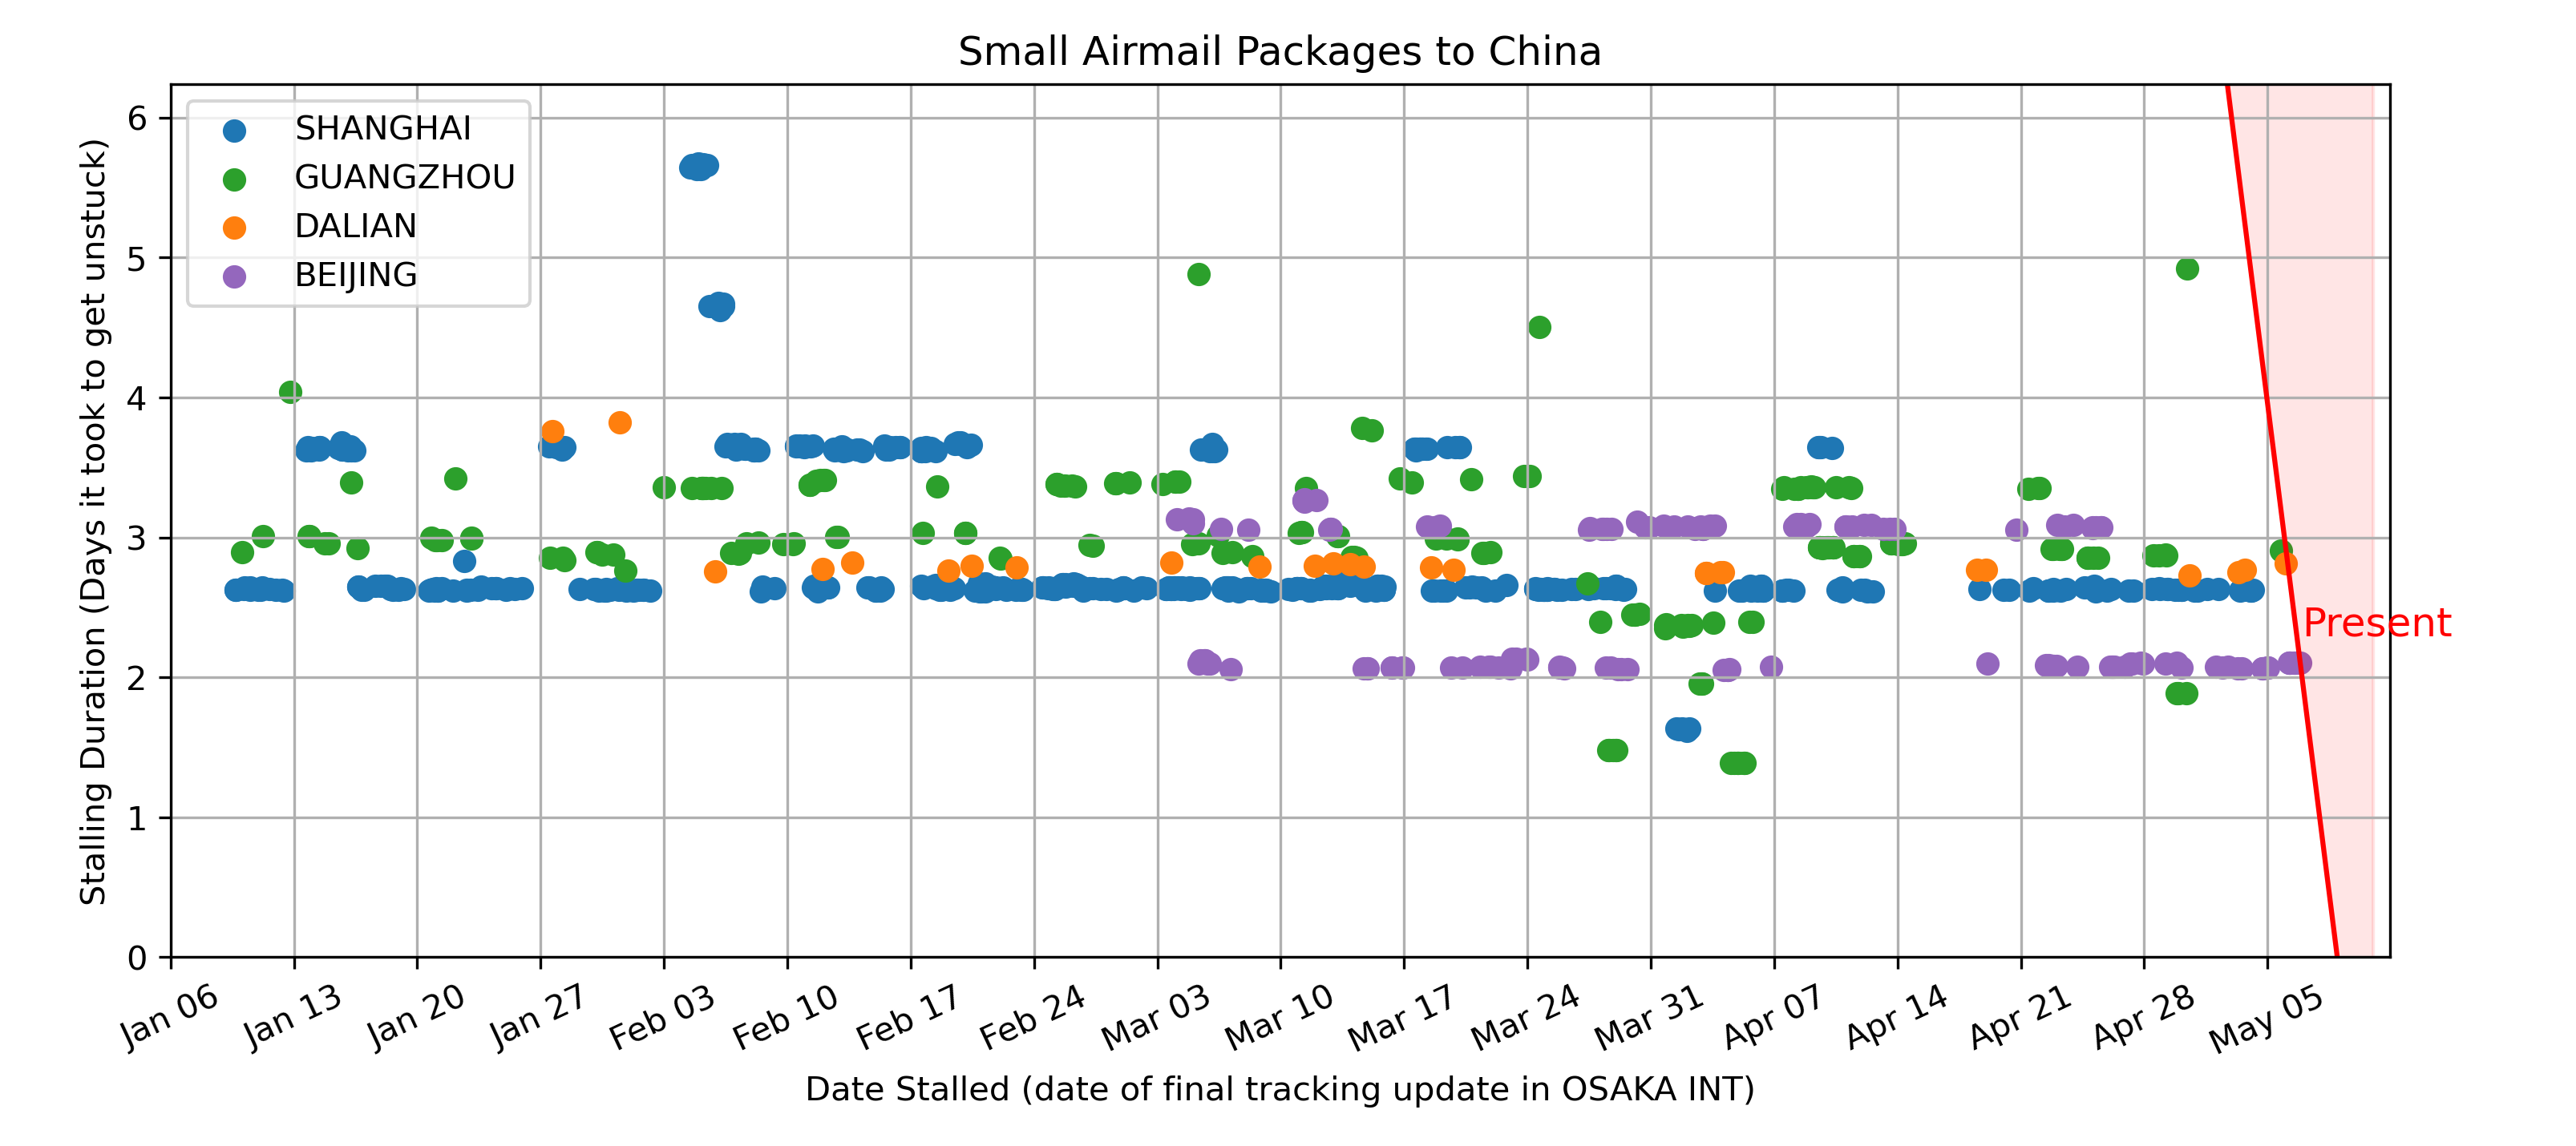 Small Airmail Packages to China
SHANGHAI
GUANGZHOU
DALIAN
BEIJING
Stalling Duration (Days it took to get unstuck)
6
5
4
3
2
1
0
Present
Jan 06
Jan 13
Jan 20
Jan 27
Feb 03
Feb 10
Feb 17
Feb 24
Mar 03
Mar 10
Mar 17
Mar 24
Mar 31
Apr 07
Apr 14
Apr 21
Apr 28
May 05
Date Stalled (date of final tracking update in OSAKA INT)